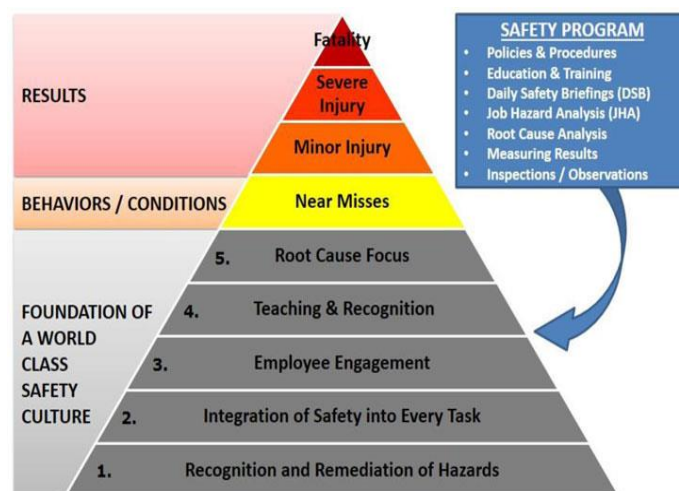 Fatality
Severe
Injury
Minor Injury
Near Misses
5. Root Cause Focus
4. Teaching & Recognition
3. Employee Engagement
2. Integration of Safety into Every Task
1. Recognition and Remediation of Hazards
RESULTS
BEHAVIORS / CONDITIONS
FOUNDATION OF
A WORLD
CLASS
SAFETY
CULTURE
SAFETY PROGRAM
• Policies & Procedures
• Education & Training
• Daily Safety Briefings (DSB)
• Job Hazard Analysis (JHA)
• Root Cause Analysis
• Measuring Results
• Inspections / Observations